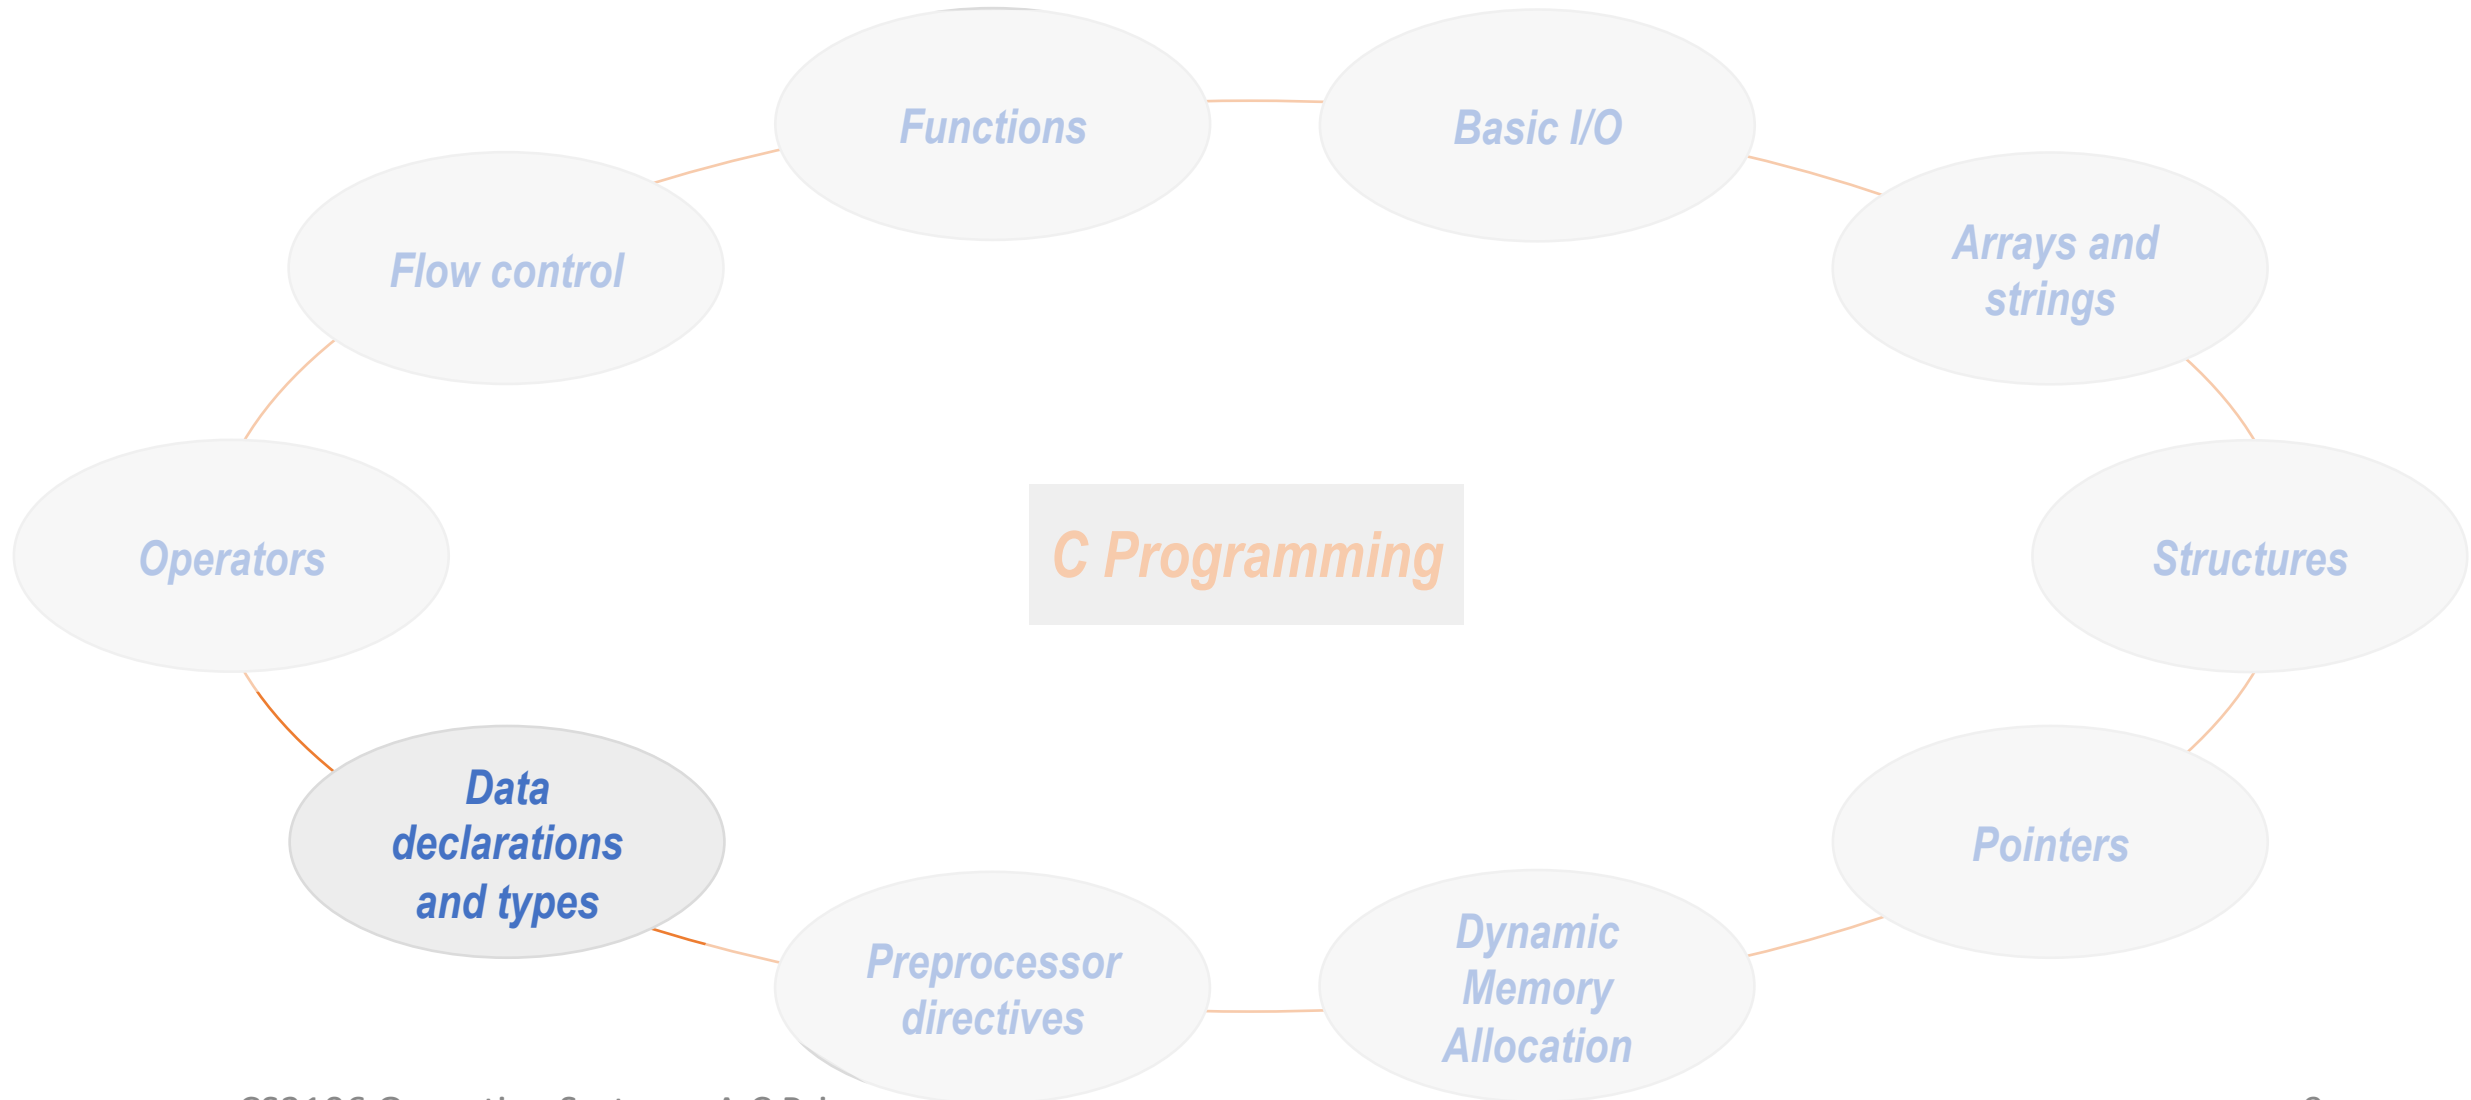 Functions
Basic I/O
Flow control
Arrays and
strings
Operators
C Programming
Structures
Data
declarations
and types
Pointers
Preprocessor
directives
Dynamic
Memory
Allocation